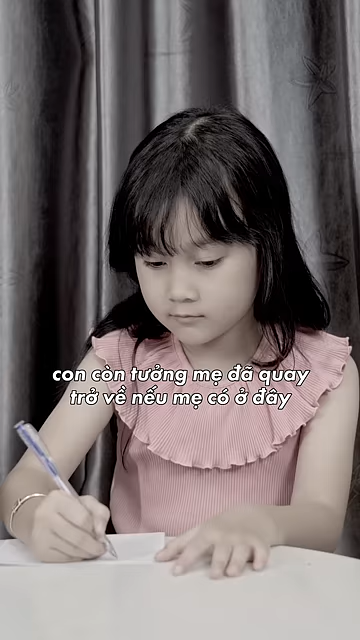 con còn tưởng mẹ đã quay
trở về nếu mẹ có ở đây